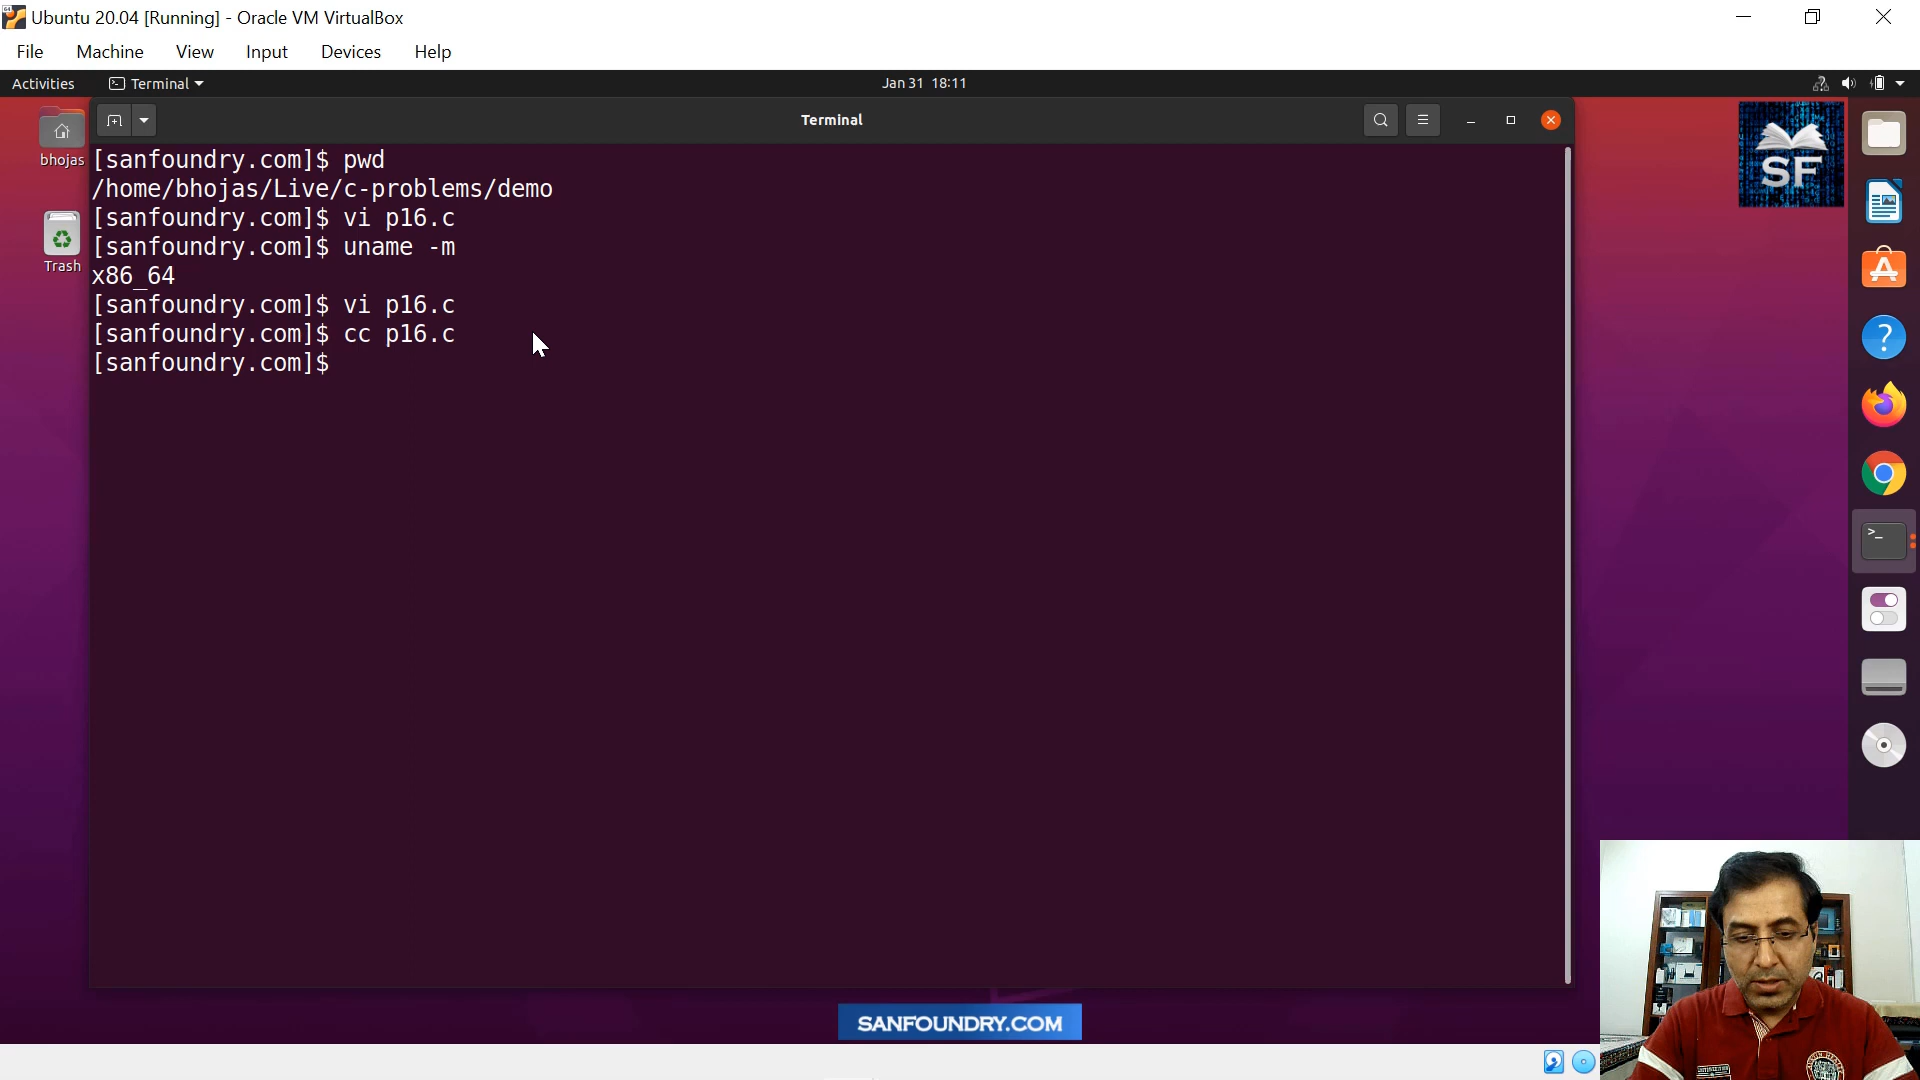 Ubuntu 20.04 [Running] - Oracle VM VirtualBox
File Machine View Input Devices Help
Activities Terminal Jan 31 18:11
Terminal
bhojas
Trash
[sanfoundry.com]$ pwd
/home/bhojas/Live/c-problems/demo
[sanfoundry.com]$ vi p16.c
[sanfoundry.com]$ uname -m
x86_64
[sanfoundry.com]$ vi p16.c
[sanfoundry.com]$ cc p16.c
[sanfoundry.com]$
SF
SANFOUNDRY.COM